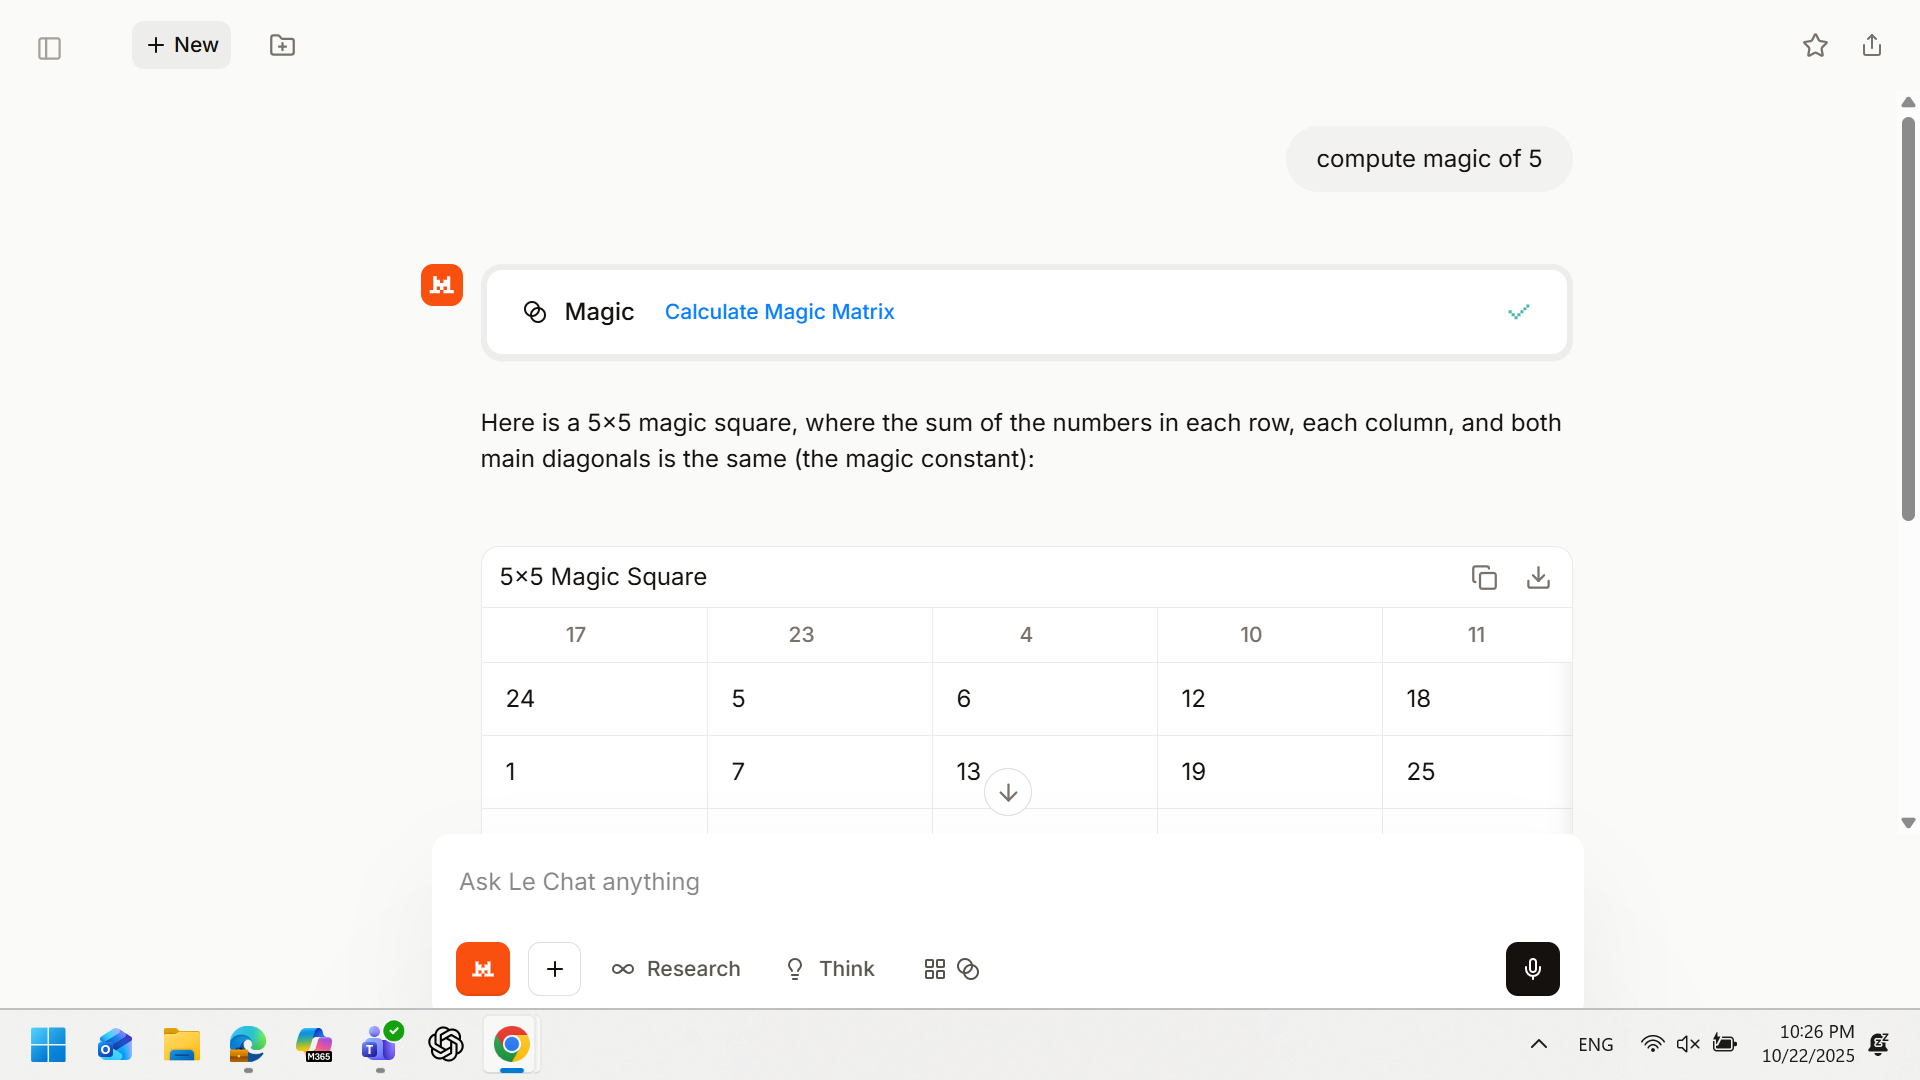 New
compute magic of 5
Magic Calculate Magic Matrix
Here is a 5×5 magic square, where the sum of the numbers in each row, each column, and both
main diagonals is the same (the magic constant):
5×5 Magic Square
17 23 4 10 11
24 5 6 12 18
1 7 13 19 25
Ask Le Chat anything
Research Think
M365
T
ENG
10:26 PM
10/22/2025